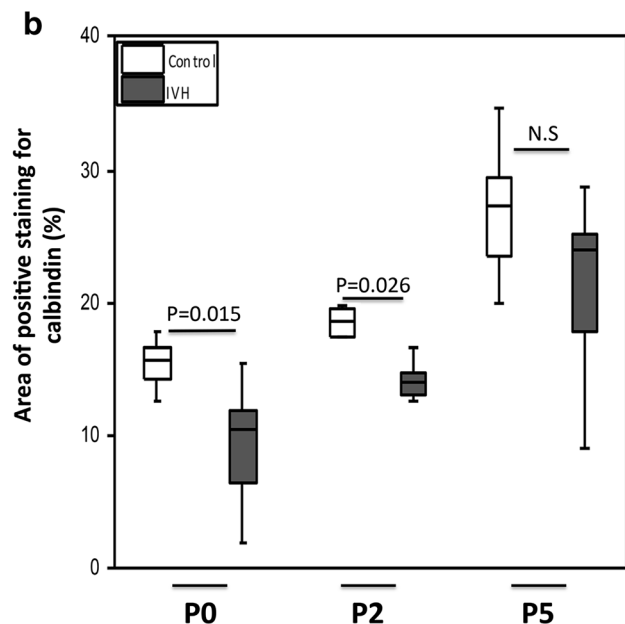 b
Area of positive staining for
calbindin (%)
40
30
20
10
0
Control
IVH
P=0.015
P=0.026
N.S
P0
P2
P5